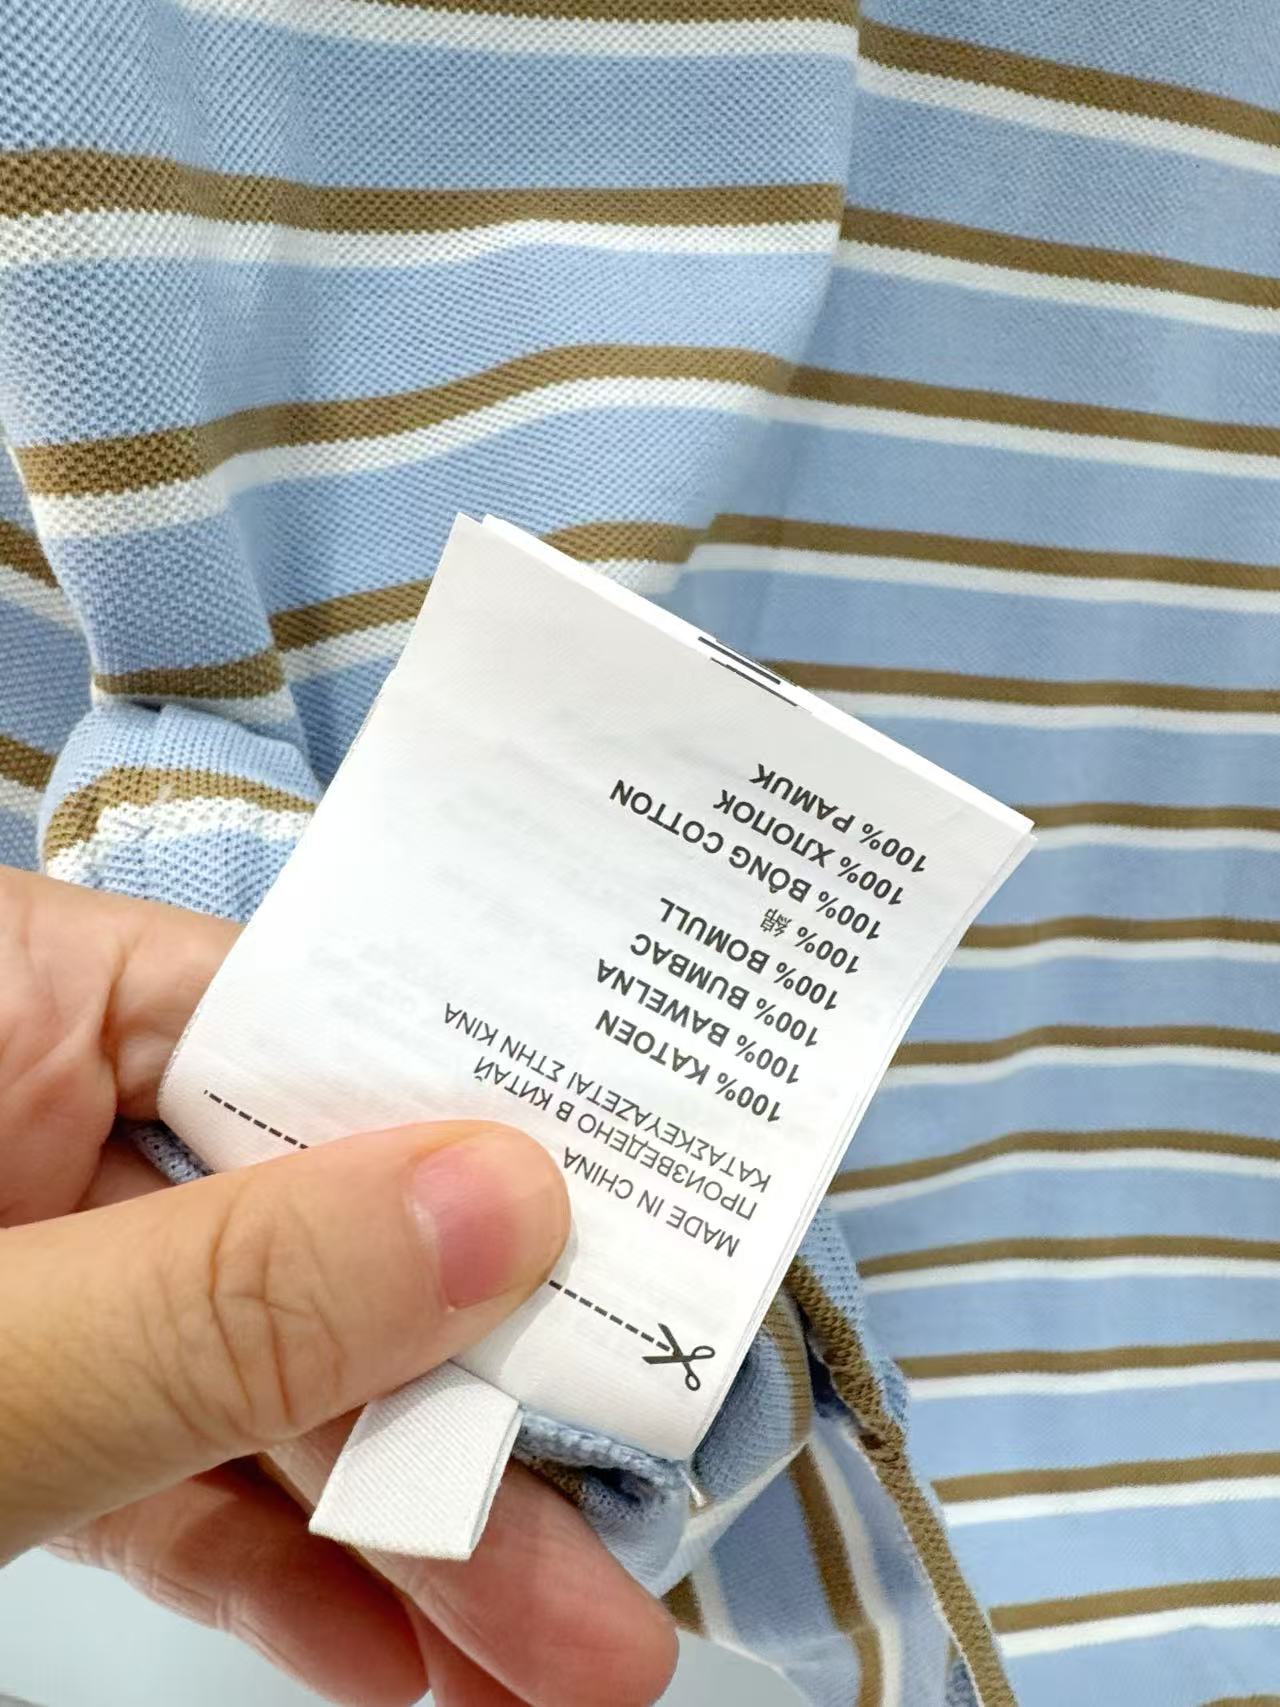 MADE IN CHINA
ПРОИЗВЕДЕНО В КИТАЙ
ΚΑΤΑΣΚΕΥΑΖΕΤΑΙ ΣΤΗΝ ΚΙΝΑ
100% KATOEN
100% BAWELNA
100% BUMBAC
100% BOMULL
100% 綿
100% BÔNG COTTON
100% ХЛОПОК
100% PAMUK